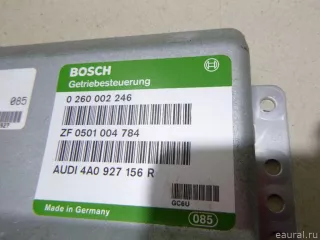 BOSCH
Getriebesteuerung
0 260 002 246
ZF 0501 004 784
AUDI 4A0 927 156 R
GC6U
Made in Germany
085
085
eaural.ru